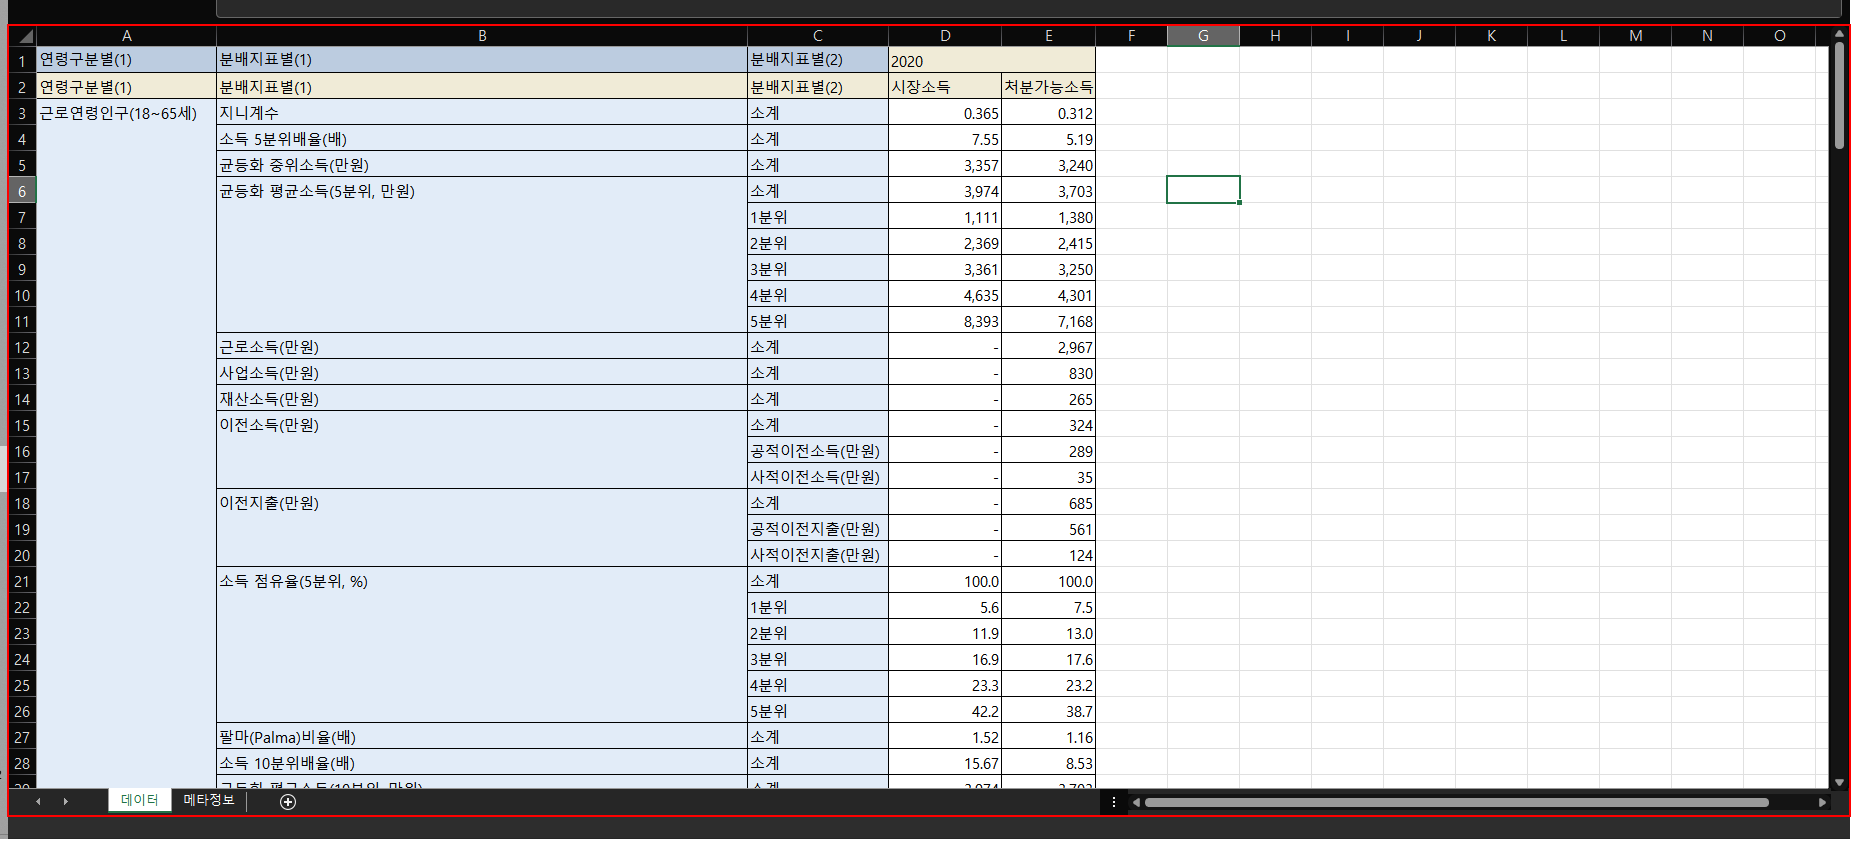 A B C D E F G H I J K L M N O
1 연령구분별(1) 분배지표별(1) 분배지표별(2) 2020
2 연령구분별(1) 분배지표별(1) 분배지표별(2) 시장소득 처분가능소득
3 근로연령인구(18~65세) 지니계수 소계 0.365 0.312
4 소득 5분위배율(배) 소계 7.55 5.19
5 균등화 중위소득(만원) 소계 3,357 3,240
6 균등화 평균소득(5분위, 만원) 소계 3,974 3,703
7 1분위 1,111 1,380
8 2분위 2,369 2,415
9 3분위 3,361 3,250
10 4분위 4,635 4,301
11 5분위 8,393 7,168
12 근로소득(만원) 소계 - 2,967
13 사업소득(만원) 소계 - 830
14 재산소득(만원) 소계 - 265
15 이전소득(만원) 소계 - 324
16 공적이전소득(만원) - 289
17 사적이전소득(만원) - 35
18 이전지출(만원) 소계 - 685
19 공적이전지출(만원) - 561
20 사적이전지출(만원) - 124
21 소득 점유율(5분위, %) 소계 100.0 100.0
22 1분위 5.6 7.5
23 2분위 11.9 13.0
24 3분위 16.9 17.6
25 4분위 23.3 23.2
26 5분위 42.2 38.7
27 팔마(Palma)비율(배) 소계 1.52 1.16
28 소득 10분위배율(배) 소계 15.67 8.53
데이터 메타정보